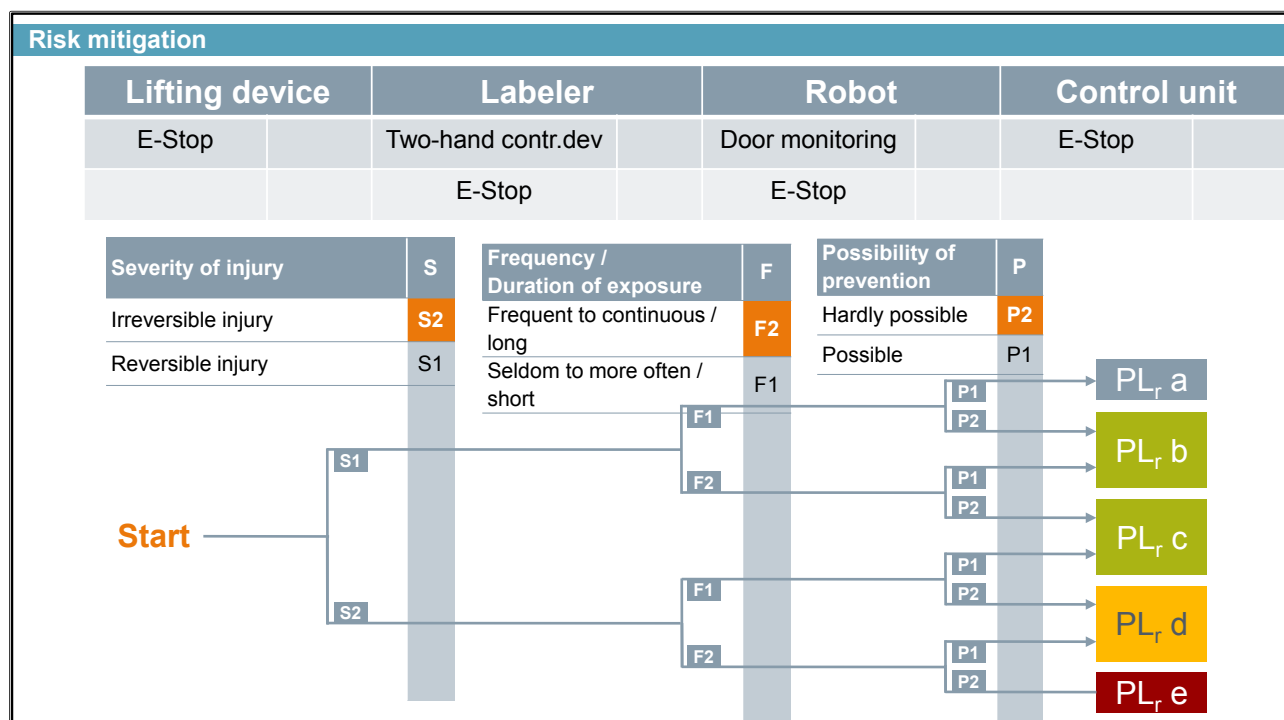 Risk mitigation
Lifting device Labeler Robot Control unit
E-Stop Two-hand contr.dev Door monitoring E-Stop
E-Stop E-Stop
Severity of injury S
Irreversible injury S2
Reversible injury S1
Frequency /
Duration of exposure F
Frequent to continuous /
long F2
Seldom to more often /
short F1
Possibility of
prevention P
Hardly possible P2
Possible P1
Start
S1
S2
F1
F2
F1
F2
P1
P2
P1
P2
P1
P2
P1
P2
PLr a
PLr b
PLr c
PLr d
PLr e